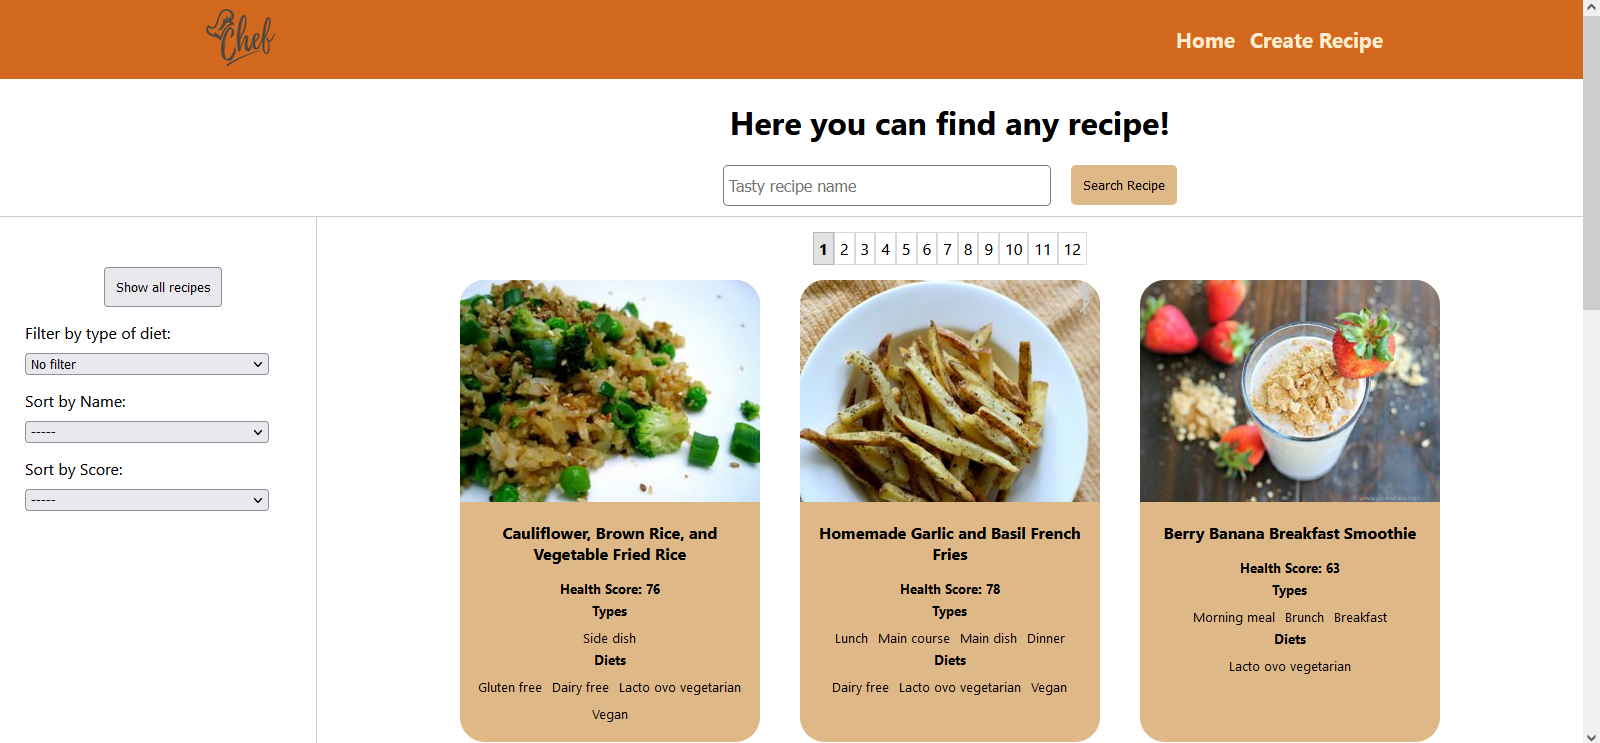 Chef
Home Create Recipe
Here you can find any recipe!
Tasty recipe name
Search Recipe
1 2 3 4 5 6 7 8 9 10 11 12
Show all recipes
Filter by type of diet:
No filter
Sort by Name:
-----
Sort by Score:
-----
Cauliflower, Brown Rice, and
Vegetable Fried Rice
Health Score: 76
Types
Side dish
Diets
Gluten free Dairy free Lacto ovo vegetarian
Vegan
Homemade Garlic and Basil French
Fries
Health Score: 78
Types
Lunch Main course Main dish Dinner
Diets
Dairy free Lacto ovo vegetarian Vegan
Berry Banana Breakfast Smoothie
Health Score: 63
Types
Morning meal Brunch Breakfast
Diets
Lacto ovo vegetarian